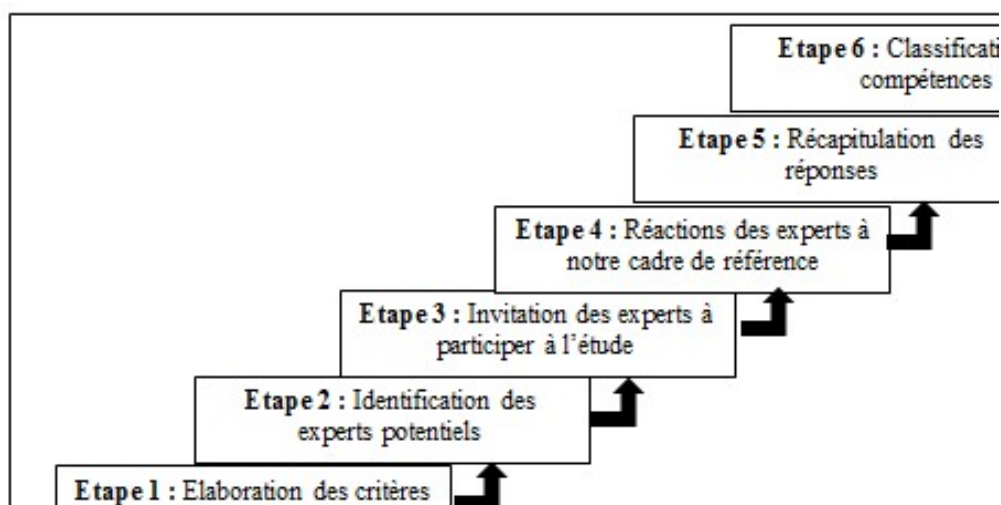 Etape 6 :
compétences
Etape 5 : Récapitulation des
réponses
Etape 4 : Réactions des experts à
notre cadre de référence
Etape 3 : Invitation des experts à
participer à l'étude
Etape 2 : Identification des
experts potentiels
Etape 1 : Elaboration des critères